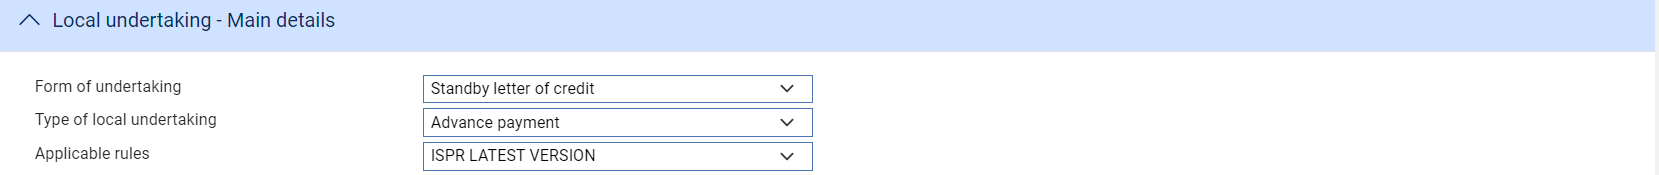 Local undertaking - Main details
Form of undertaking Standby letter of credit
Type of local undertaking Advance payment
Applicable rules ISPR LATEST VERSION